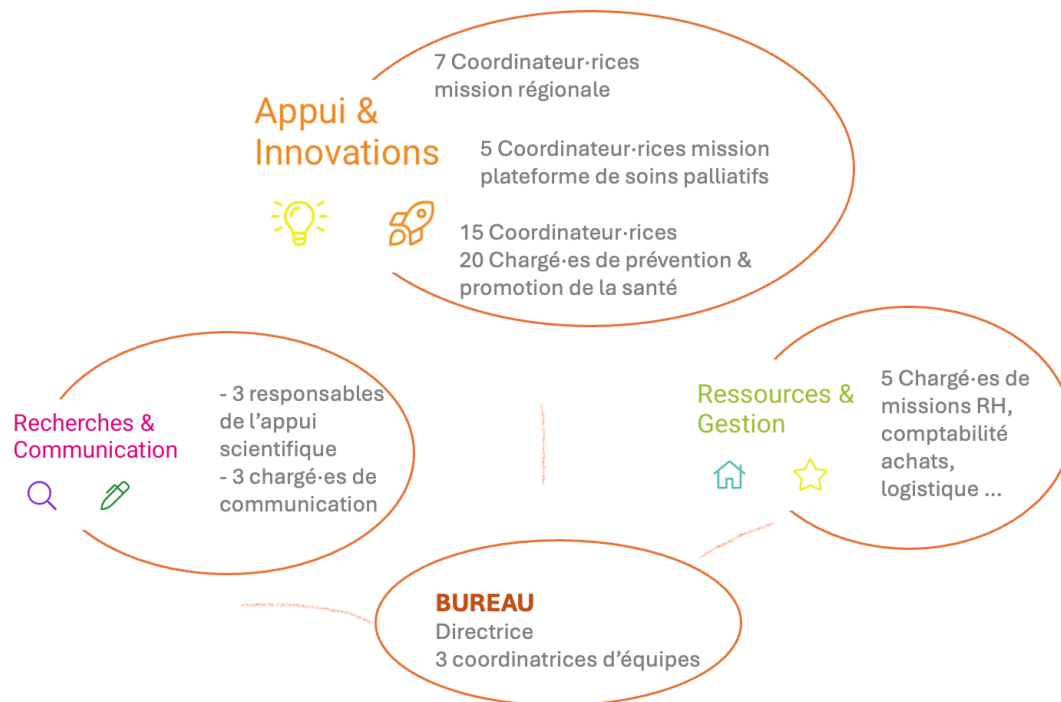 7 Coordinateur·rices
mission régionale
Appui &
Innovations
5 Coordinateur·rices mission
plateforme de soins palliatifs
15 Coordinateur·rices
20 Chargé·es de prévention &
promotion de la santé
Recherches &
Communication
- 3 responsables
de l’appui
scientifique
- 3 chargé·es de
communication
Ressources &
Gestion
5 Chargé·es de
missions RH,
comptabilité
achats,
logistique ...
BUREAU
Directrice
3 coordinatrices d’équipes